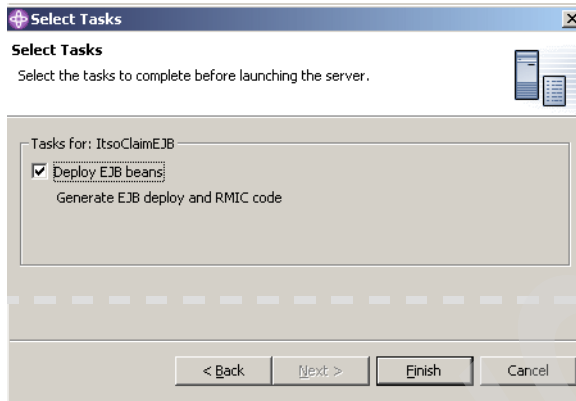 Select Tasks
Select Tasks
Select the tasks to complete before launching the server.
Tasks for: ItsoClaimEJB
Deploy EJB beans
Generate EJB deploy and RMIC code
< Back
Next >
Finish
Cancel